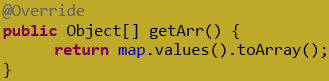 @Override
public Object[] getArr() {
    return map.values().toArray();
}